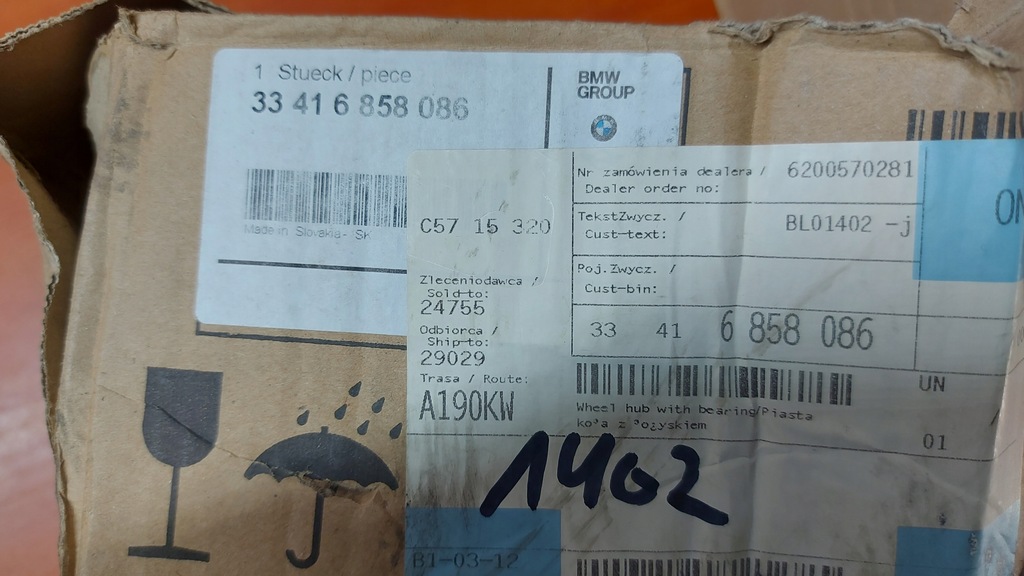 1 Stueck / piece
33 41 6 858 086
BMW
GROUP
Made in Slovakia - SK
C57 15 320
Nr zamówienia dealera /
Dealer order no:
6200570281
TekstZwycz. /
Cust-text:
BL01402 -j
Poj.Zwycz. /
Cust-bin:
Zleceniodawca /
Sold-to:
24755
Odbiorca /
Ship-to:
29029
33 41 6 858 086
Trasa / Route:
A190KW
UN
Wheel hub with bearing/Piasta
ko³a z ³o¿yskiem
01
1402
B1-03-12